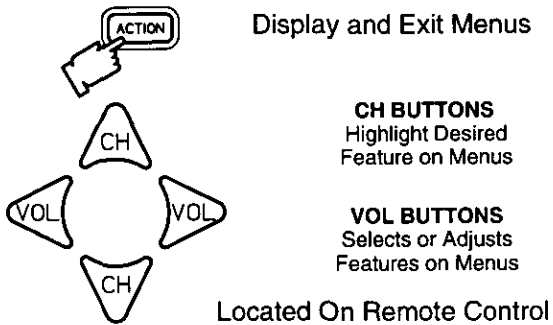 ACTION
Display and Exit Menus
CH
CH BUTTONS
Highlight Desired
Feature on Menus
VOL
VOL
VOL BUTTONS
Selects or Adjusts
Features on Menus
CH
Located On Remote Control